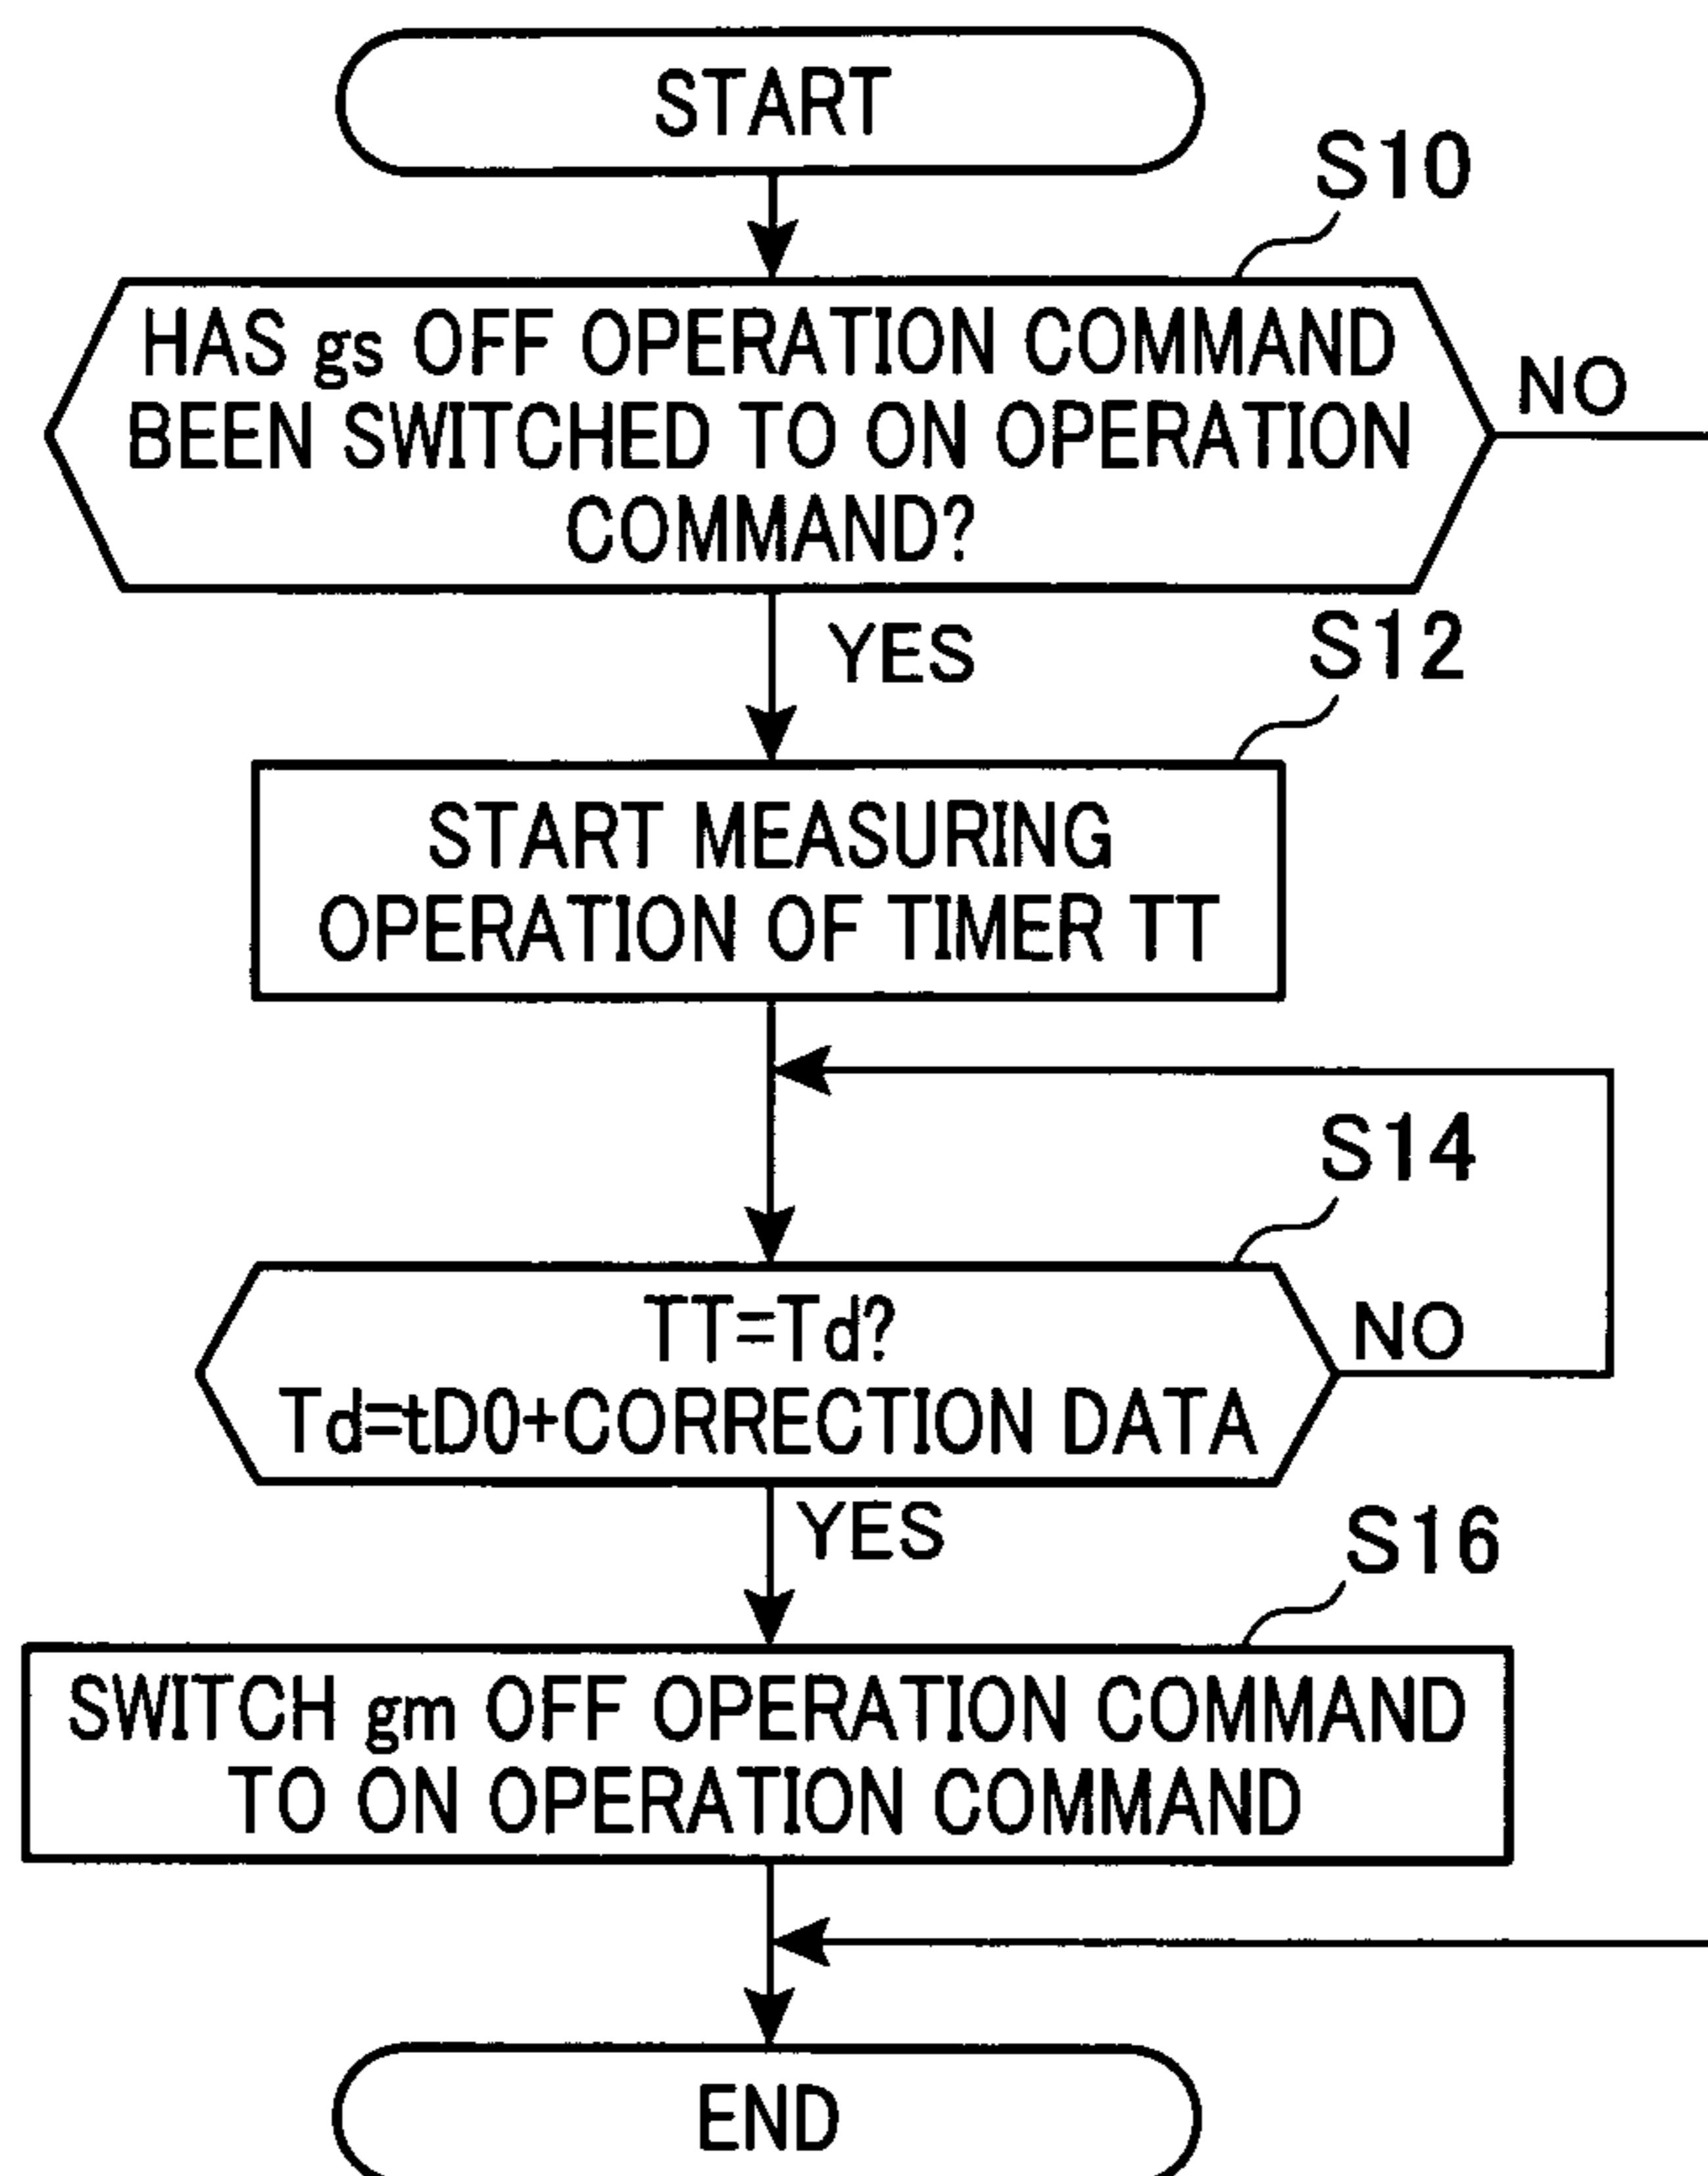 START
S10
HAS gs OFF OPERATION COMMAND
BEEN SWITCHED TO ON OPERATION
COMMAND?
NO
YES
S12
START MEASURING
OPERATION OF TIMER TT
S14
TT=Td?
Td=tD0+CORRECTION DATA
NO
YES
S16
SWITCH gm OFF OPERATION COMMAND
TO ON OPERATION COMMAND
END